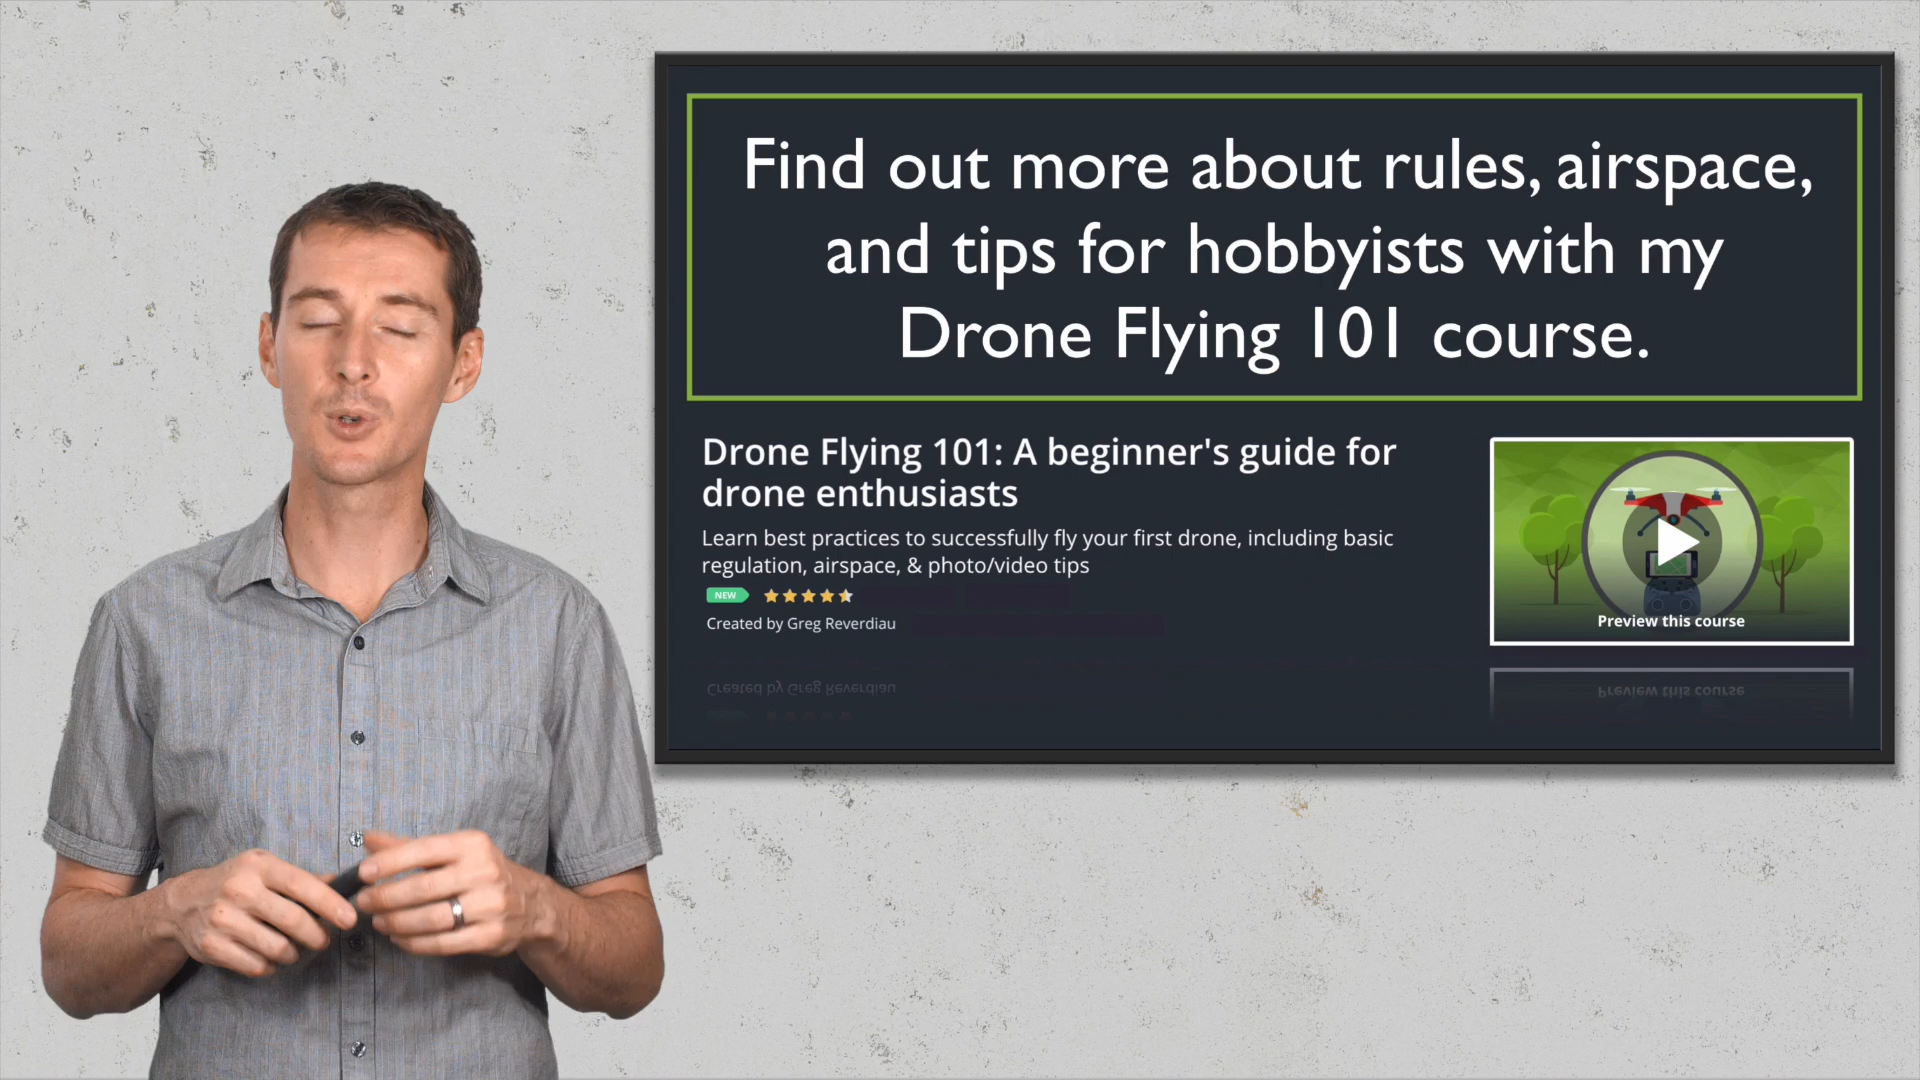 Find out more about rules, airspace,
and tips for hobbyists with my
Drone Flying 101 course.
Drone Flying 101: A beginner's guide for
drone enthusiasts
Learn best practices to successfully fly your first drone, including basic
regulation, airspace, & photo/video tips
NEW
Created by Greg Reverdiau
Preview this course